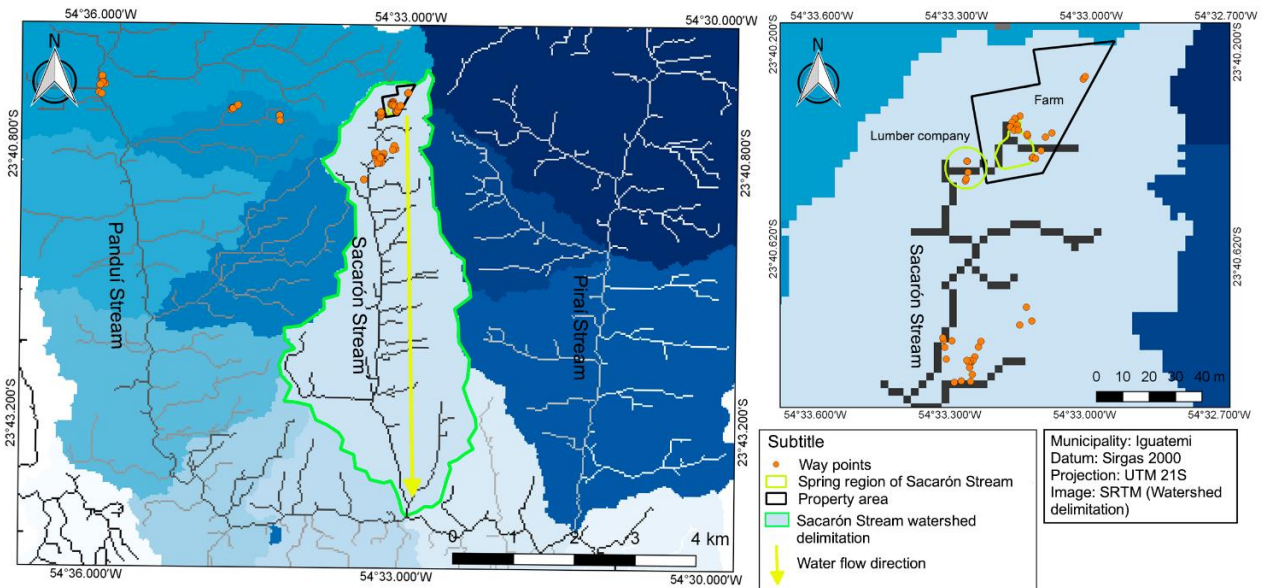 54°36.000'W
54°33.000'W
54°30.000'W
N
23°40.800'S
23°40.800'S
Panduí Stream
Sacarón Stream
Piraí Stream
23°43.200'S
23°43.200'S
0 1 2 3 4 km
54°36.000'W
54°33.000'W
54°30.000'W
54°33.600'W
54°33.300'W
54°33.000'W
54°32.700'W
23°40.200'S
23°40.200'S
N
Farm
Lumber company
23°40.620'S
23°40.620'S
Sacarón Stream
0 10 20 30 40 m
54°33.600'W
54°33.300'W
54°33.000'W
54°32.700'W
Subtitle
Way points
Spring region of Sacarón Stream
Property area
Sacarón Stream watershed
delimitation
Water flow direction
Municipality: Iguatemi
Datum: Sirgas 2000
Projection: UTM 21S
Image: SRTM (Watershed
delimitation)